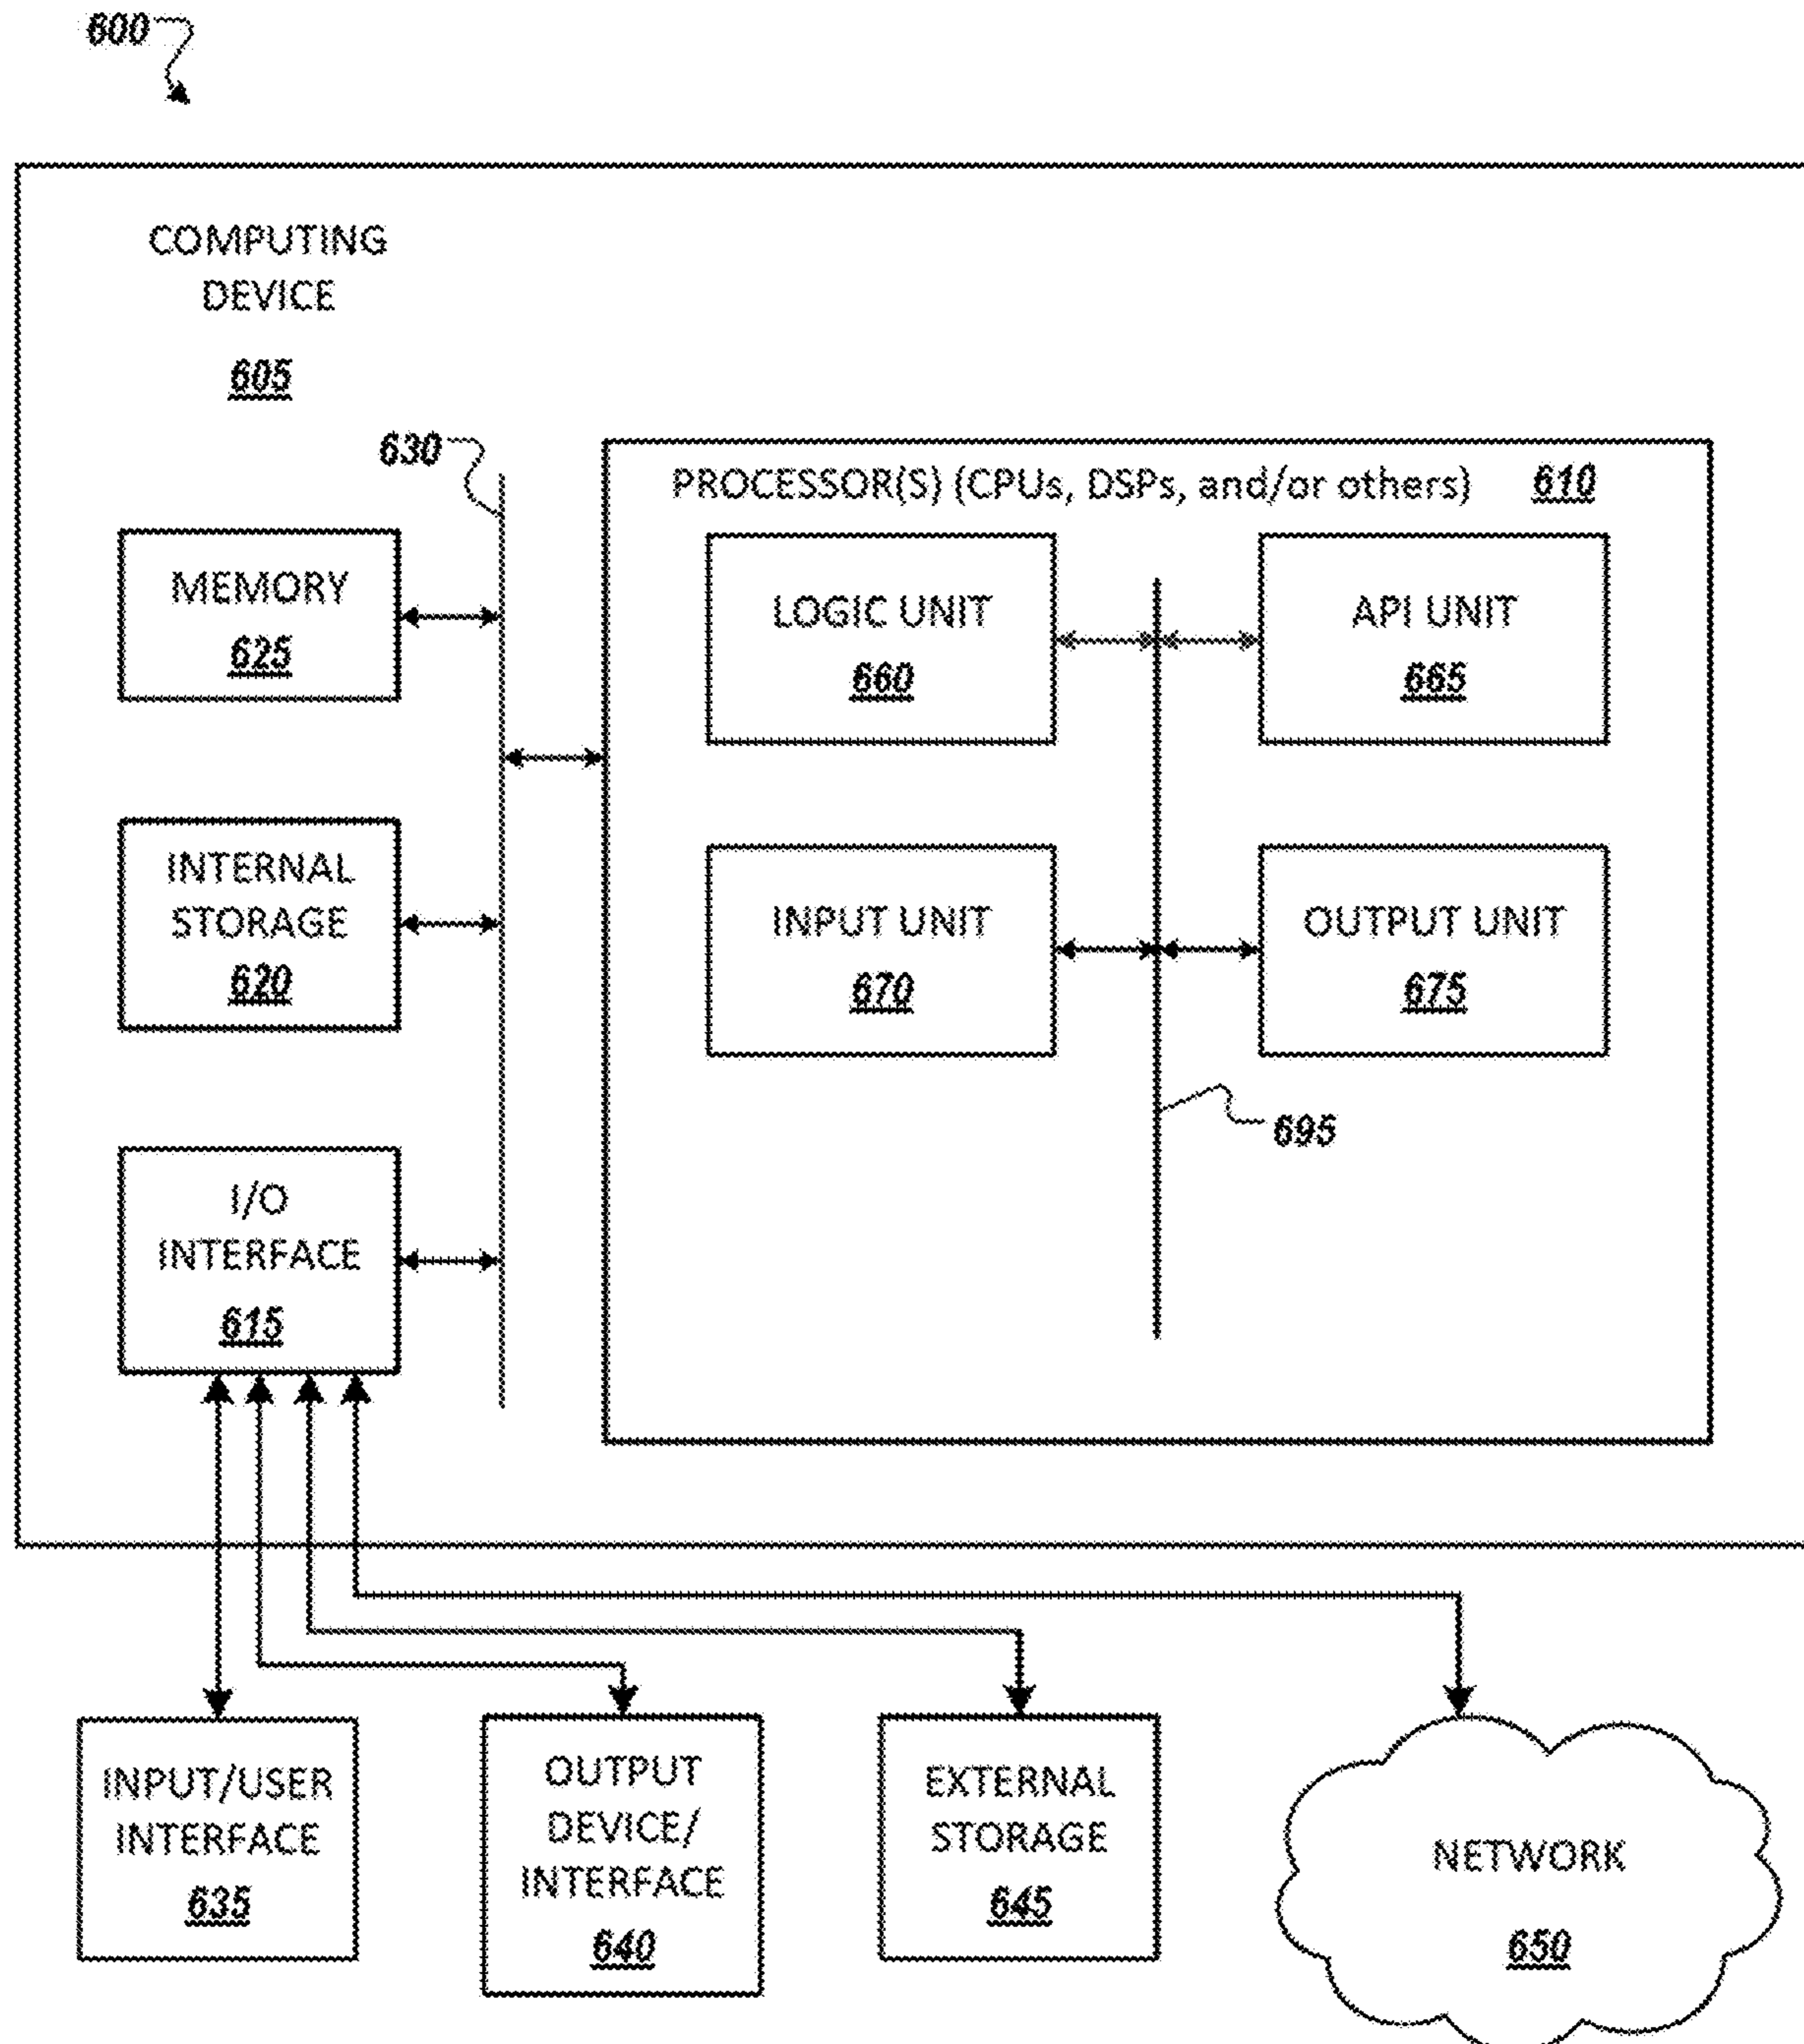 600
COMPUTING
DEVICE
605
630
PROCESSOR(S) (CPUs, DSPs, and/or others) 610
MEMORY
625
LOGIC UNIT
660
API UNIT
665
INTERNAL
STORAGE
620
INPUT UNIT
670
OUTPUT UNIT
675
695
I/O
INTERFACE
615
INPUT/USER
INTERFACE
635
OUTPUT
DEVICE/
INTERFACE
640
EXTERNAL
STORAGE
645
NETWORK
650